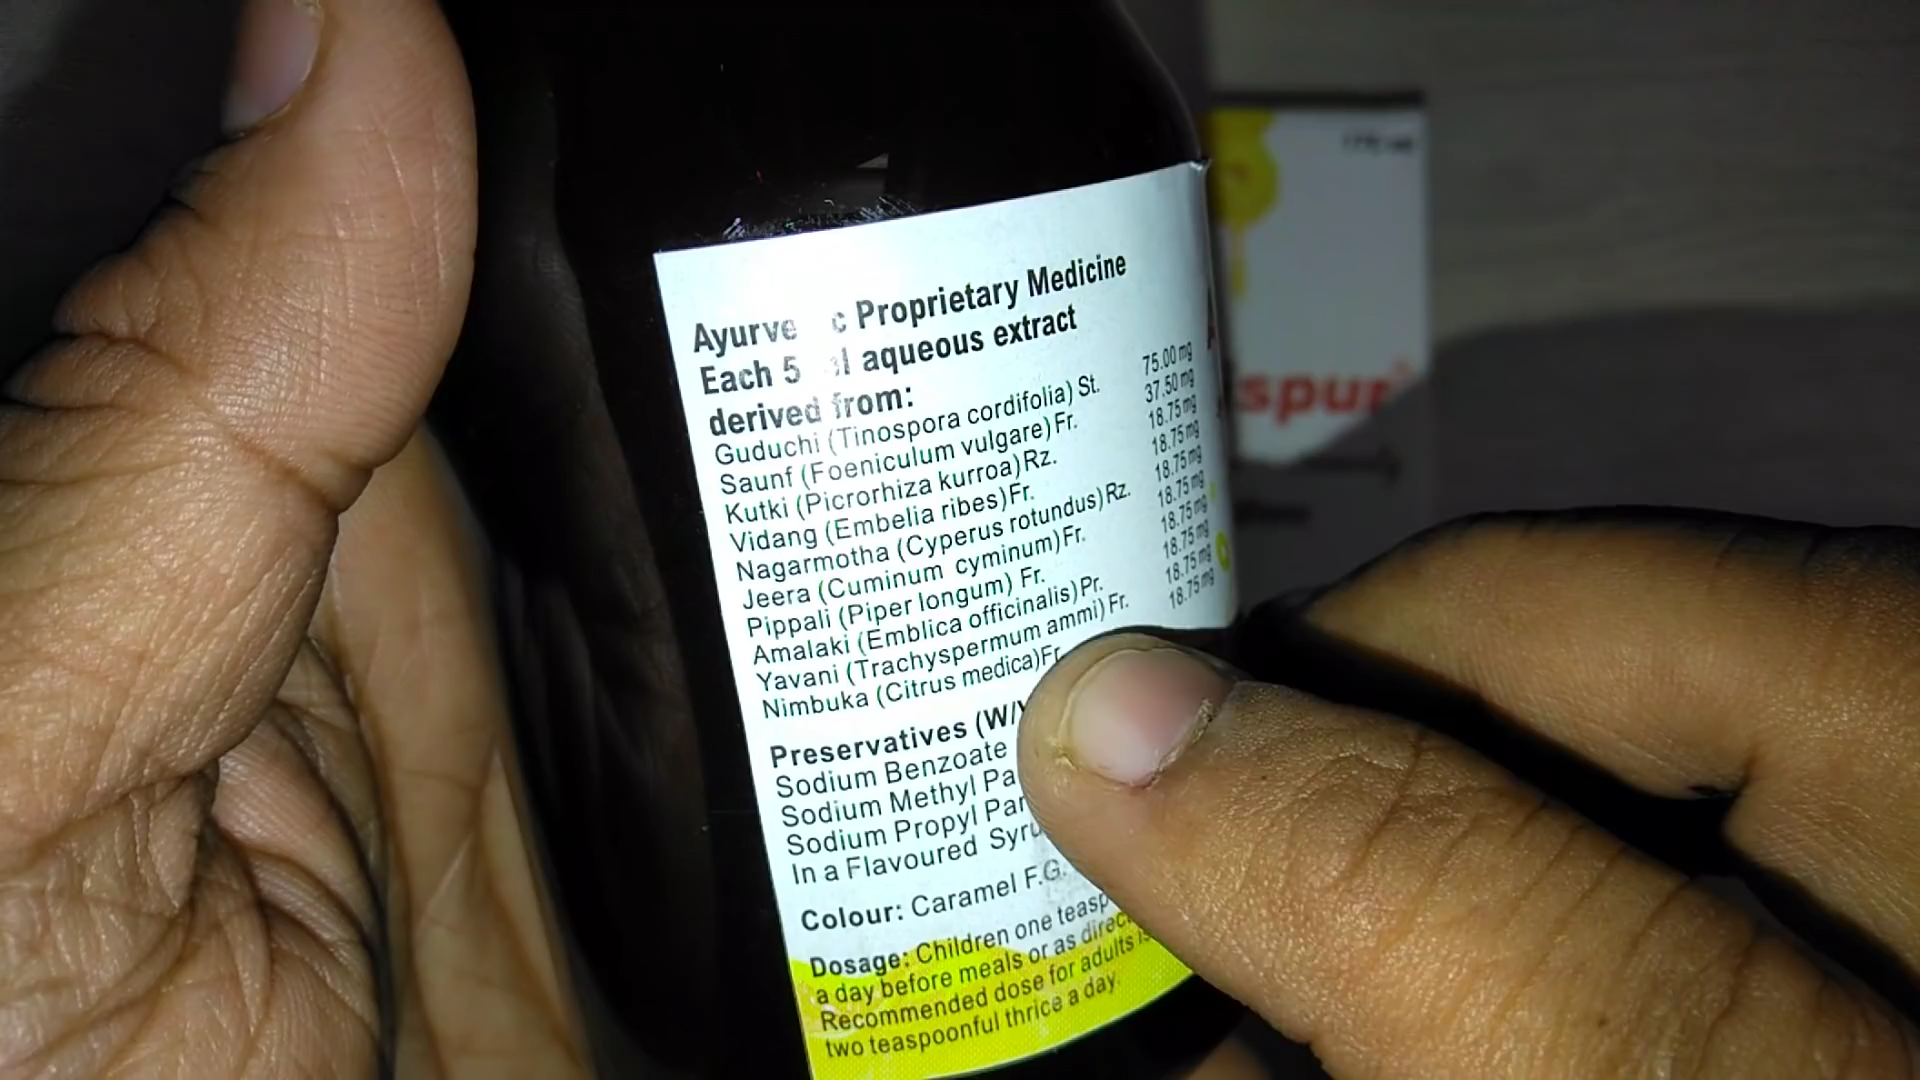 Ayurve c Proprietary Medicine
Each 5 aqueous extract
derived from:
Guduchi (Tinospora cordifolia) St. 75.00 mg
Saunf (Foeniculum vulgare) Fr. 37.50 mg
Kutki (Picrorhiza kurroa) Rz. 18.75 mg
Vidang (Embelia ribes) Fr. 18.75 mg
Nagarmotha (Cyperus rotundus) Rz. 18.75 mg
Jeera (Cuminum cyminum) Fr. 18.75 mg
Pippali (Piper longum) Fr. 18.75 mg
Amalaki (Emblica officinalis) Pr. 18.75 mg
Yavani (Trachyspermum ammi) Fr. 18.75 mg
Nimbuka (Citrus medica) Fr 18.75 mg
Preservatives (W/V
Sodium Benzoate
Sodium Methyl Pa
Sodium Propyl Par
In a Flavoured Syru
Colour: Caramel F.G.
Dosage: Children one teasp
a day before meals or as direc
Recommended dose for adults is
two teaspoonful thrice a day.
spur